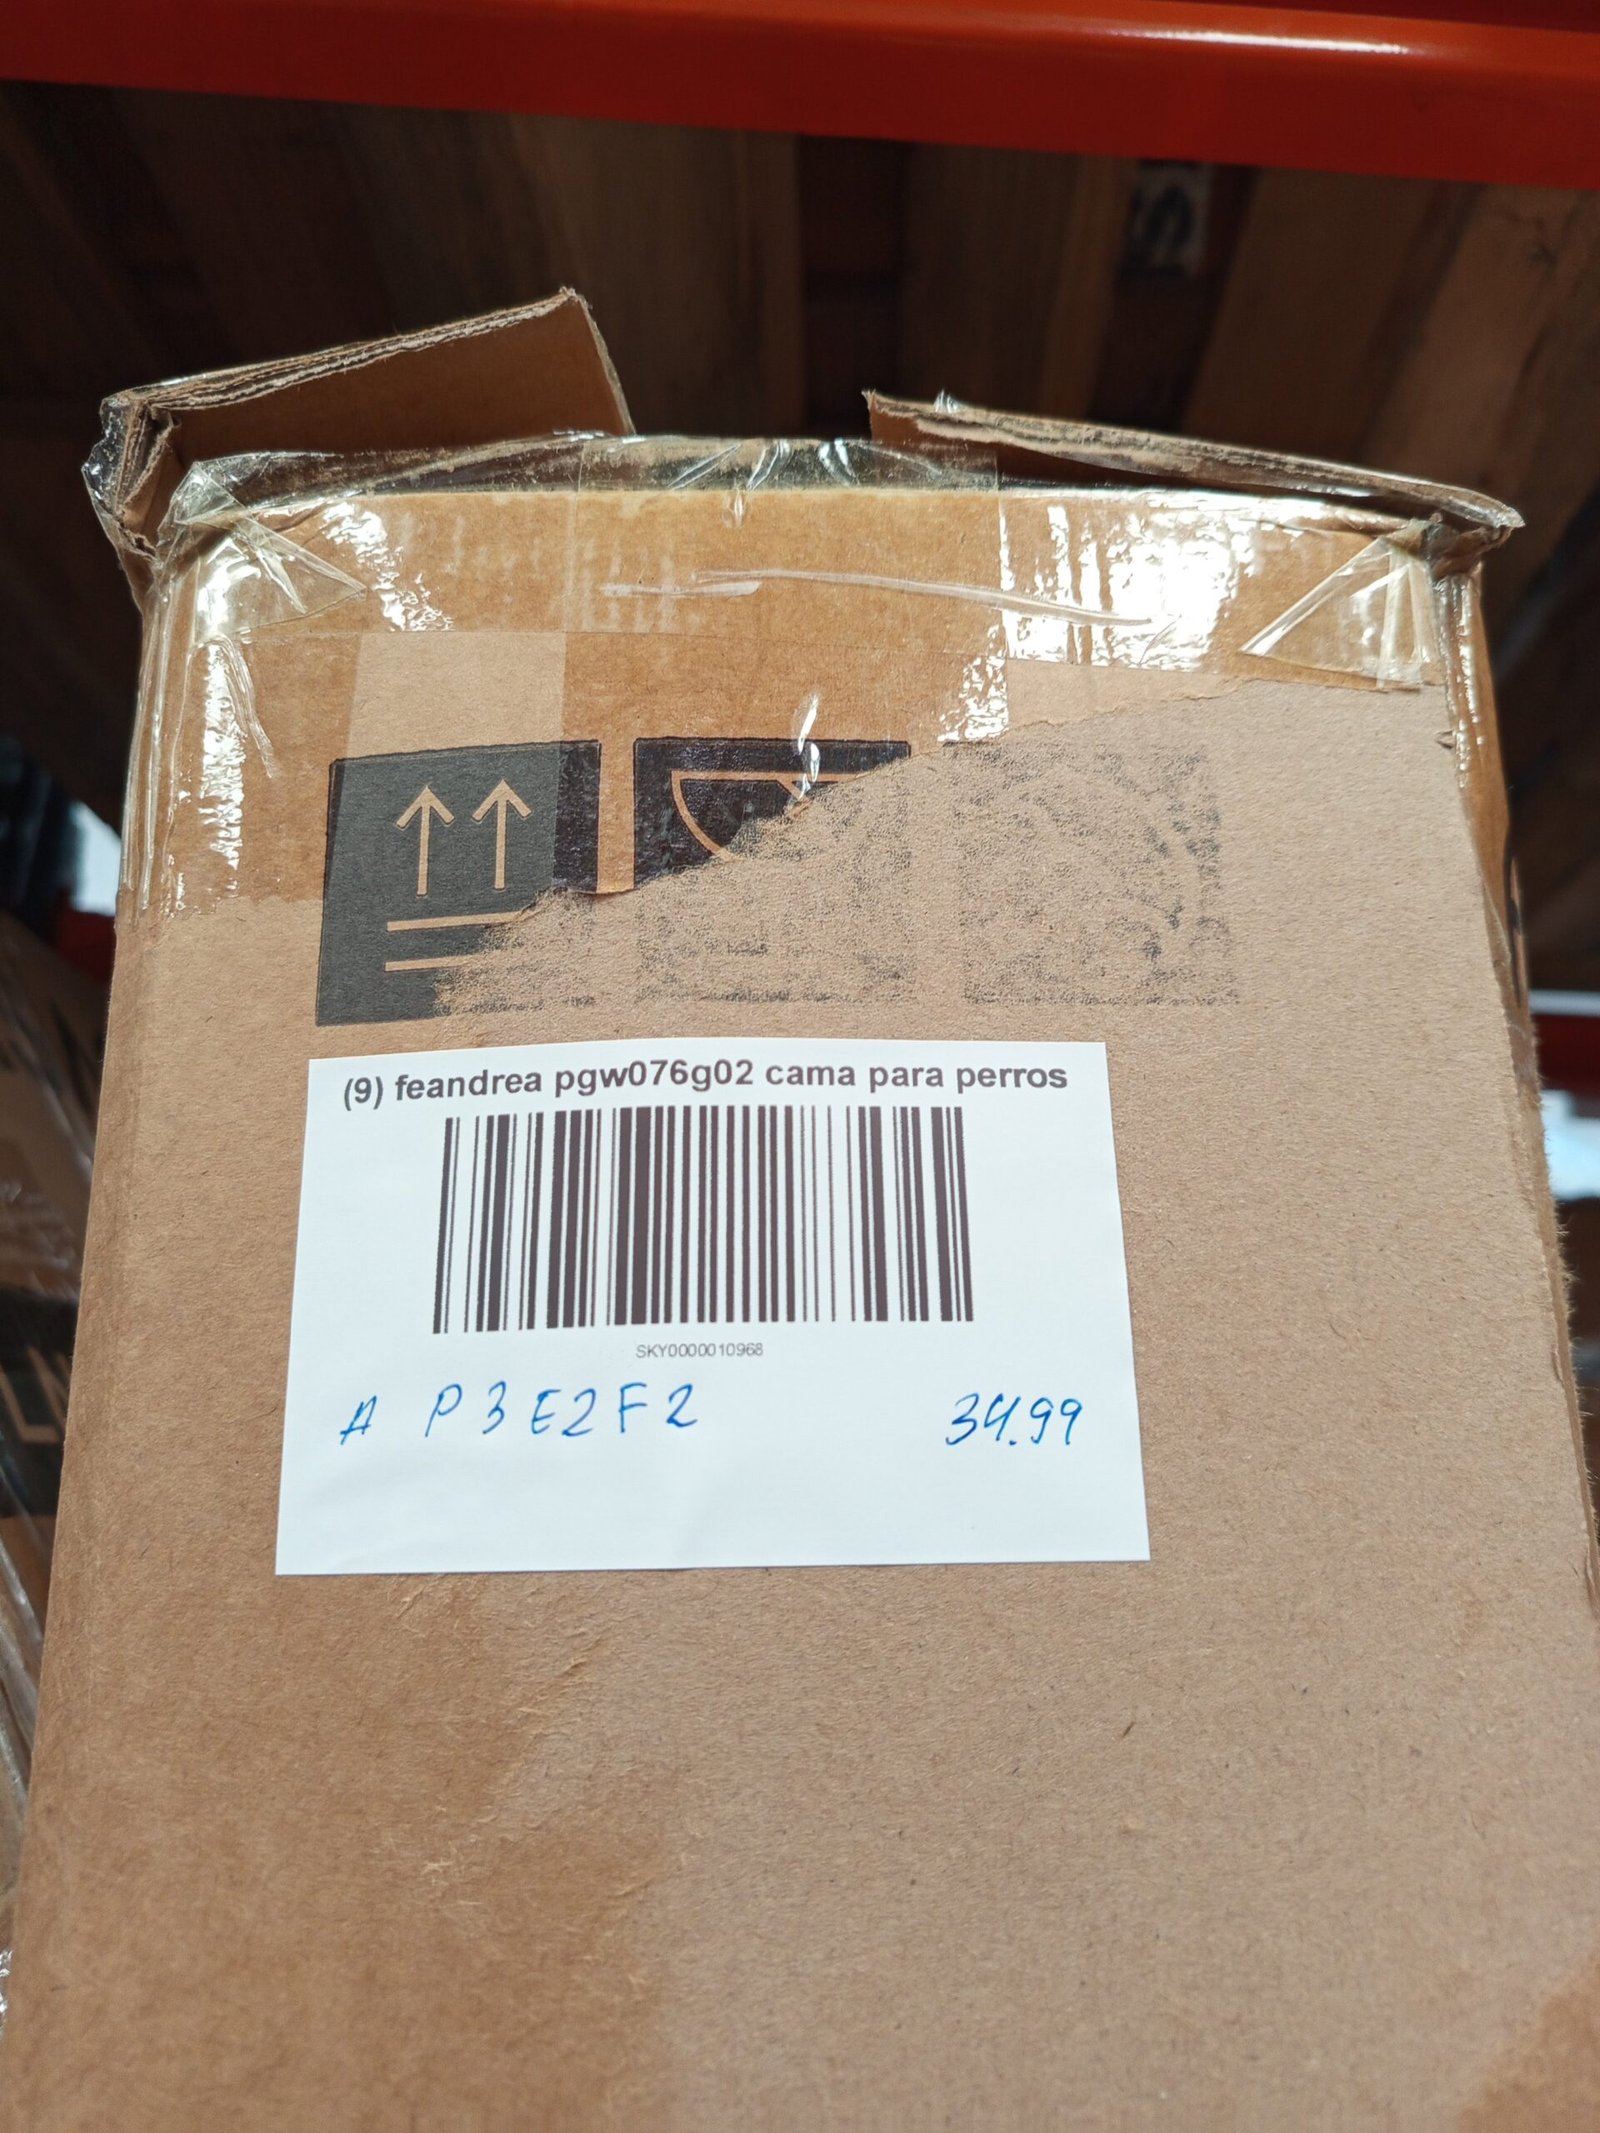 (9) feandrea pgw076g02 cama para perros
SKY0000010968
A P3E2F2 34.99